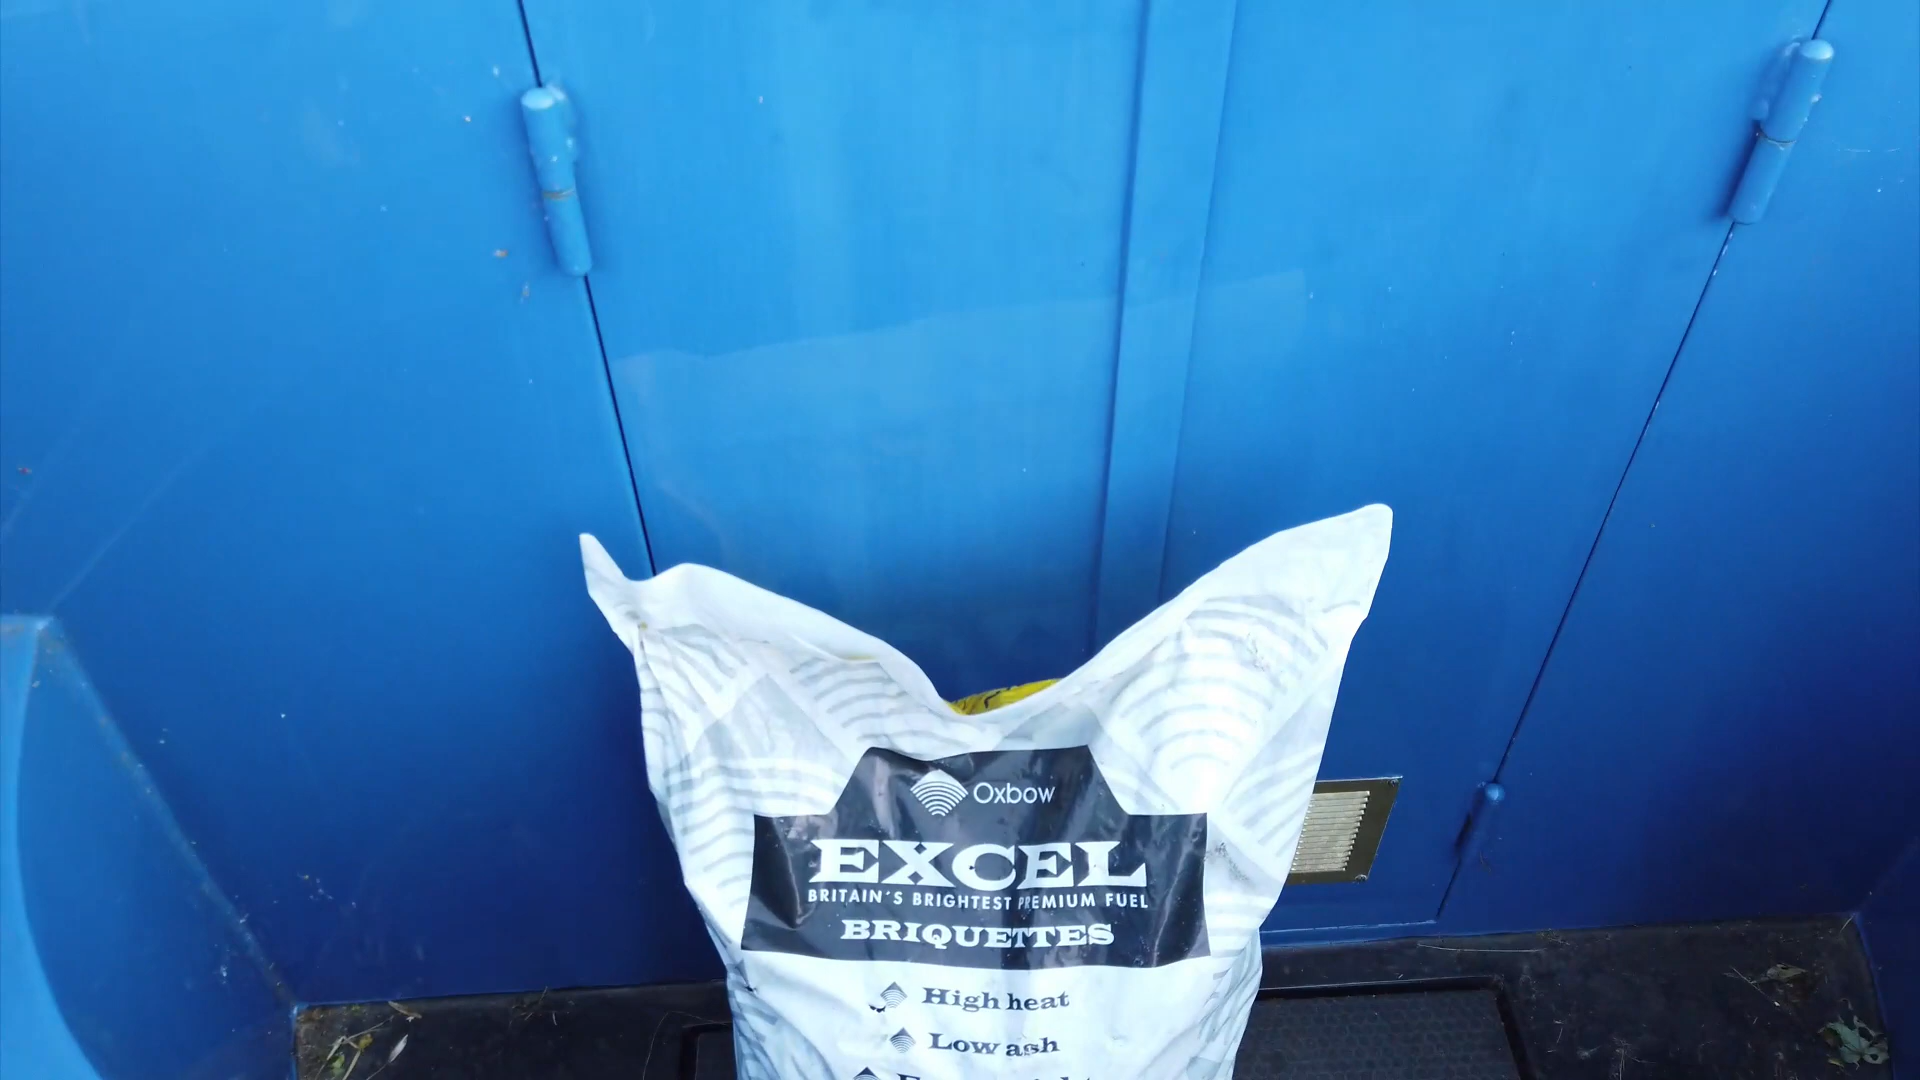 Oxbow
EXCEL
BRITAIN'S BRIGHTEST PREMIUM FUEL
BRIQUETTES
High heat
Low ash